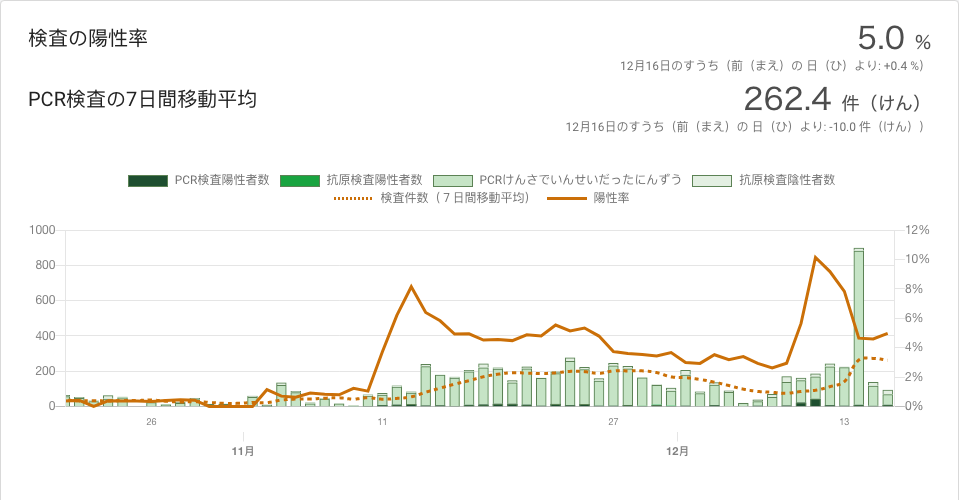 検査の陽性率
5.0 %
12月16日のすうち（前（まえ）の 日（ひ）より: +0.4 %）
PCR検査の7日間移動平均
262.4 件（けん）
12月16日のすうち（前（まえ）の 日（ひ）より: -10.0 件（けん））
PCR検査陽性者数 抗原検査陽性者数 PCRけんさでいんせいだったにんずう 抗原検査陰性者数
検査件数（７日間移動平均） 陽性率
1000 12%
10%
800
8%
600
6%
400
4%
200
2%
0 0%
26 11 27 13
11月 12月